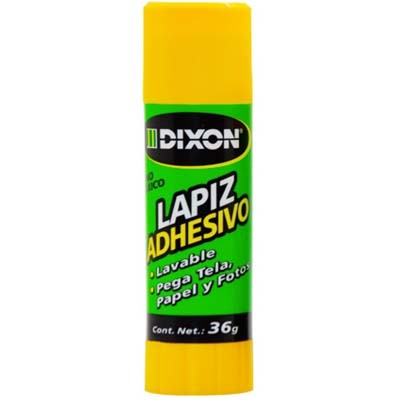 DIXON®
LAPIZ
ADHESIVO
• Lavable
• Pega Tela,
Papel y Fotos
Cont. Net.: 36g